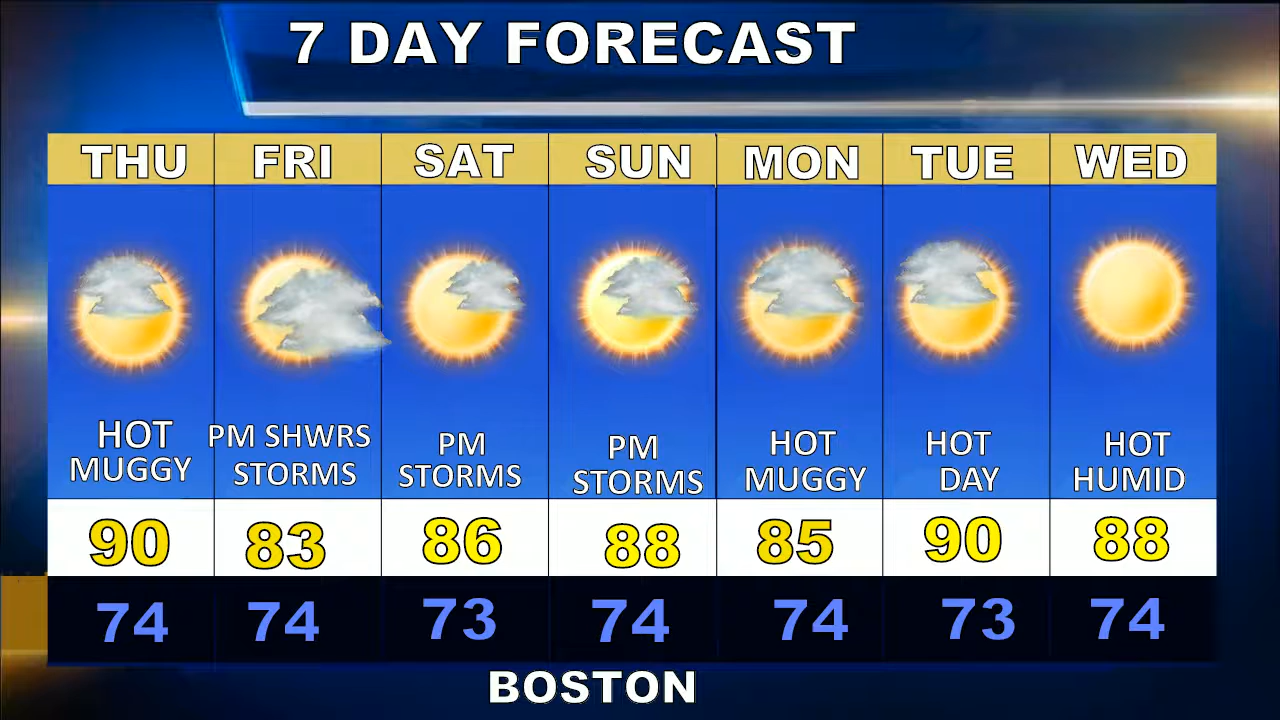 7 DAY FORECAST
THU FRI SAT SUN MON TUE WED
HOT
MUGGY
PM SHWRS
STORMS
PM
STORMS
PM
STORMS
HOT
MUGGY
HOT
DAY
HOT
HUMID
90 83 86 88 85 90 88
74 74 73 74 74 73 74
BOSTON